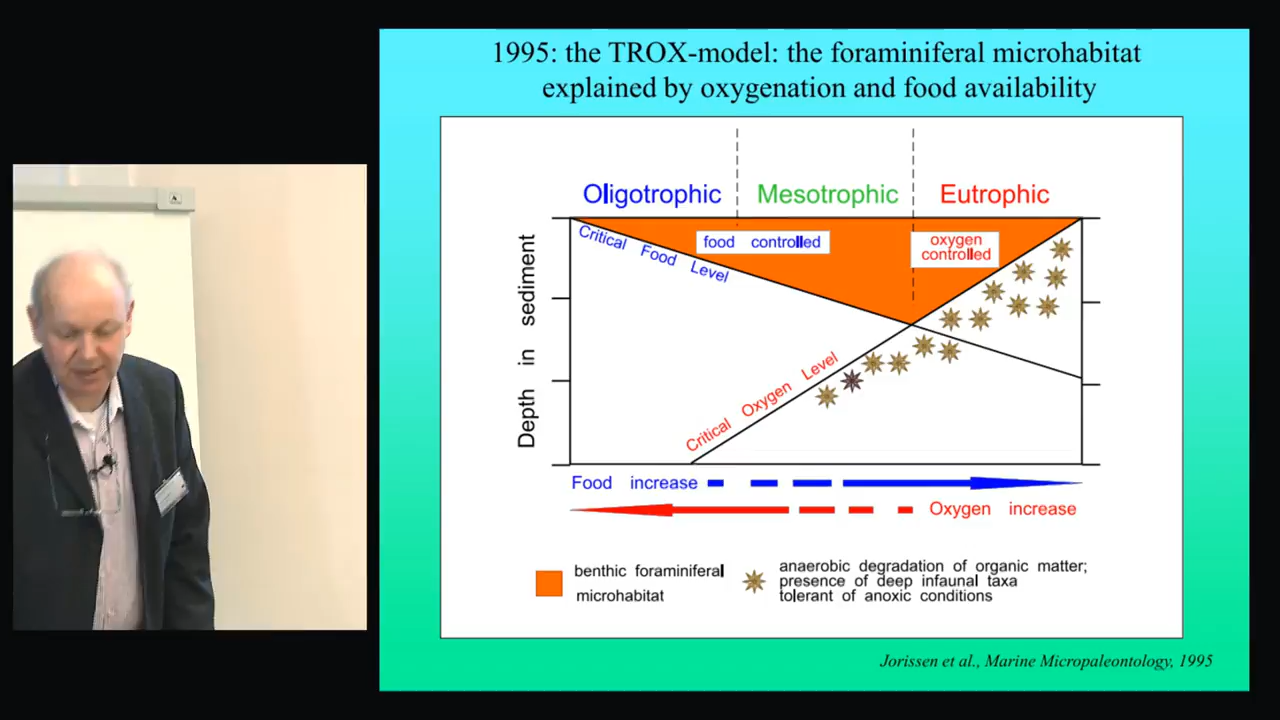 1995: the TROX-model: the foraminiferal microhabitat
explained by oxygenation and food availability
Oligotrophic
Mesotrophic
Eutrophic
Critical Food Level
food controlled
oxygen
controlled
Depth in sediment
Critical Oxygen Level
Food increase
Oxygen increase
benthic foraminiferal
microhabitat
anaerobic degradation of organic matter;
presence of deep infaunal taxa
tolerant of anoxic conditions
Jorissen et al., Marine Micropaleontology, 1995